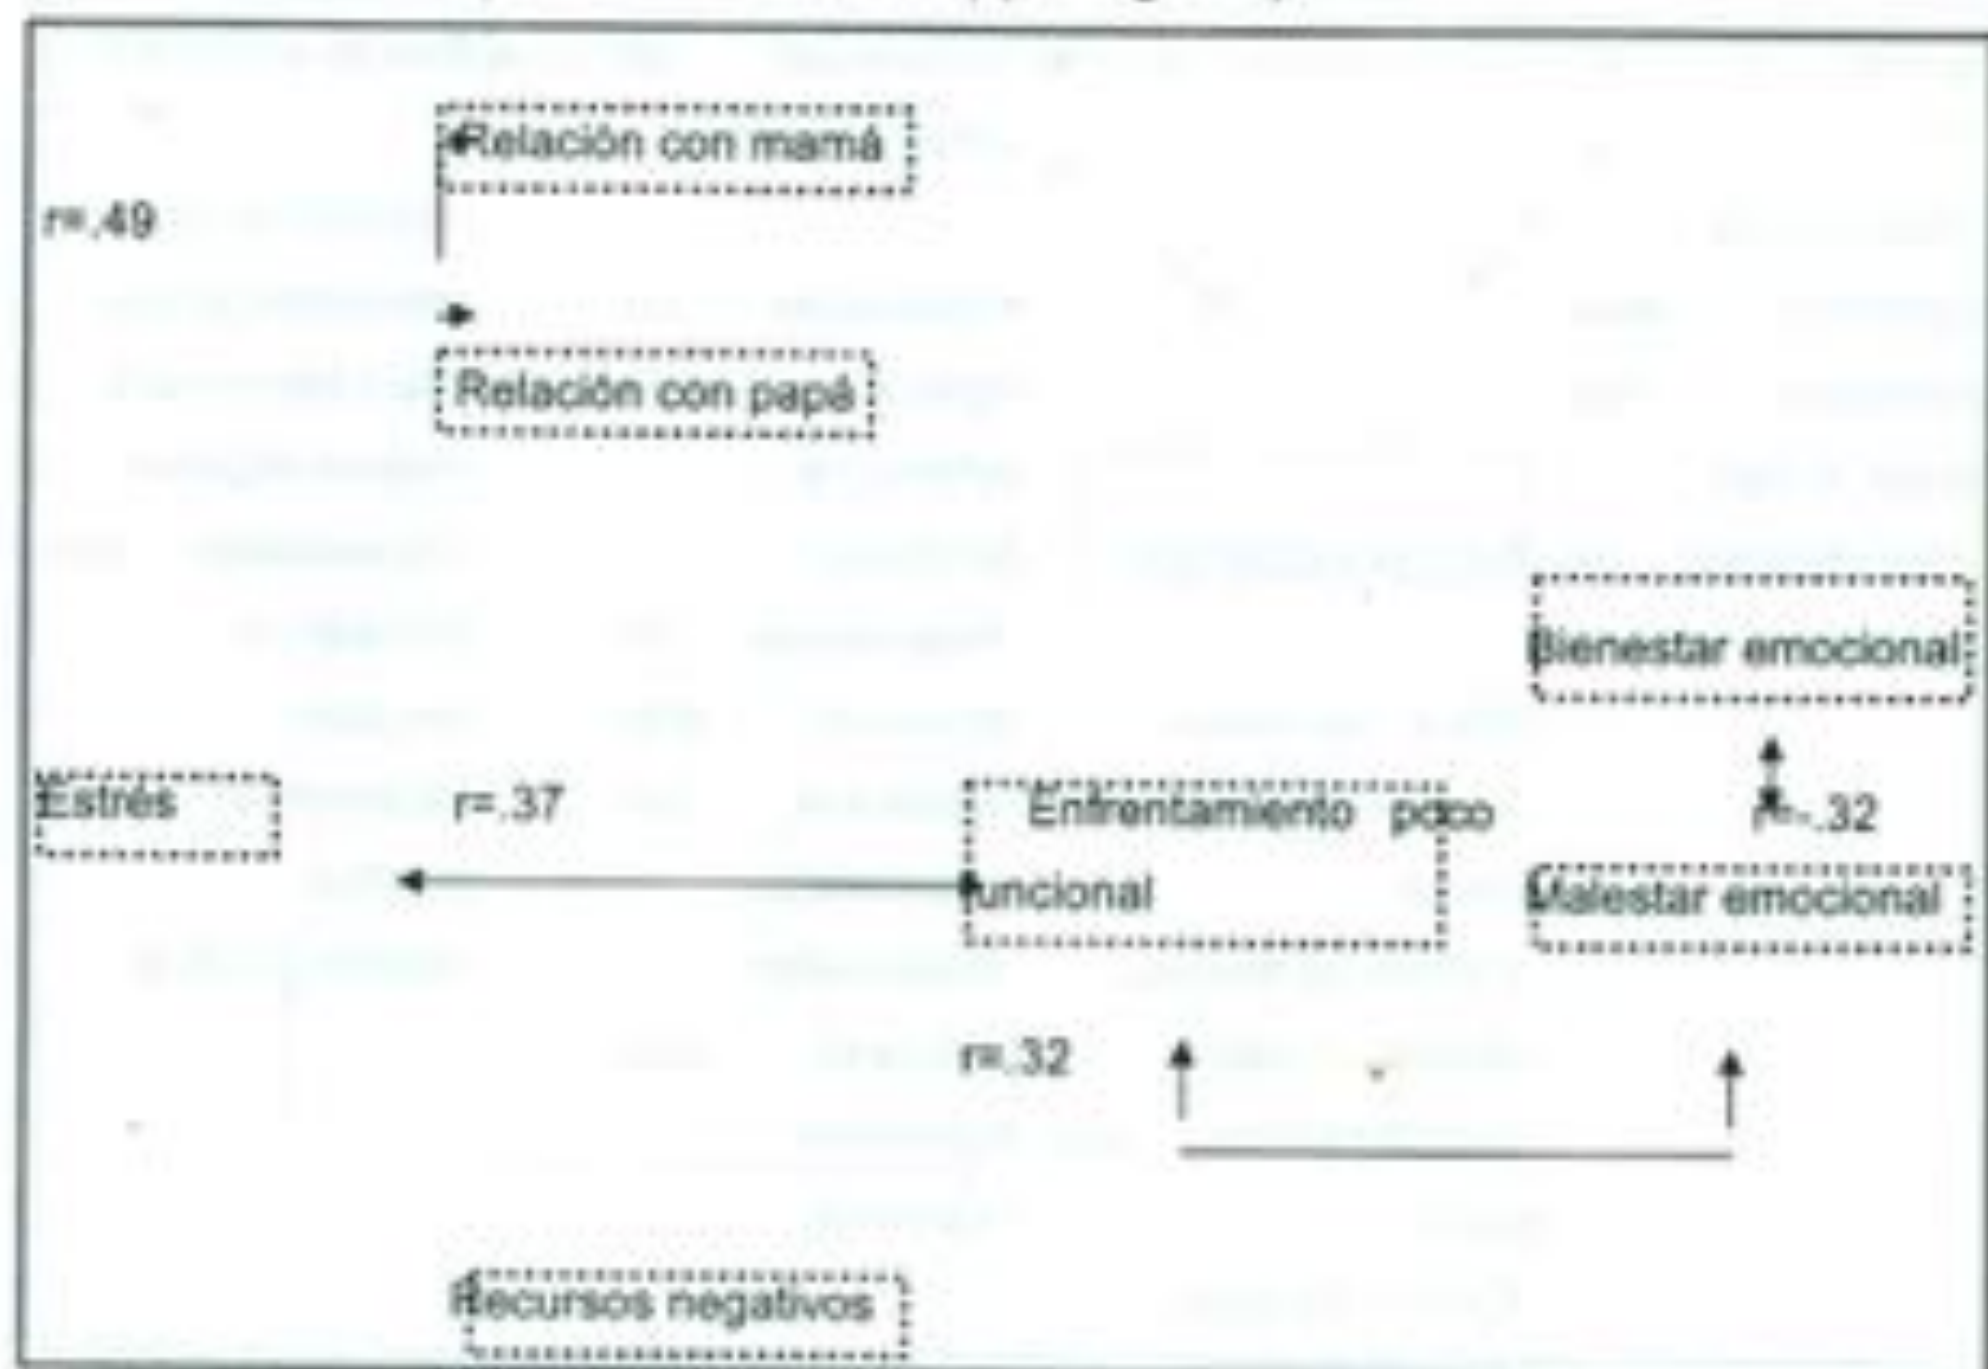 Relación con mamá
r=.49
Relación con papá
Bienestar emocional
Estrés
r=.37
Enfrentamiento poco
funcional
r=-.32
Malestar emocional
r=.32
Recursos negativos